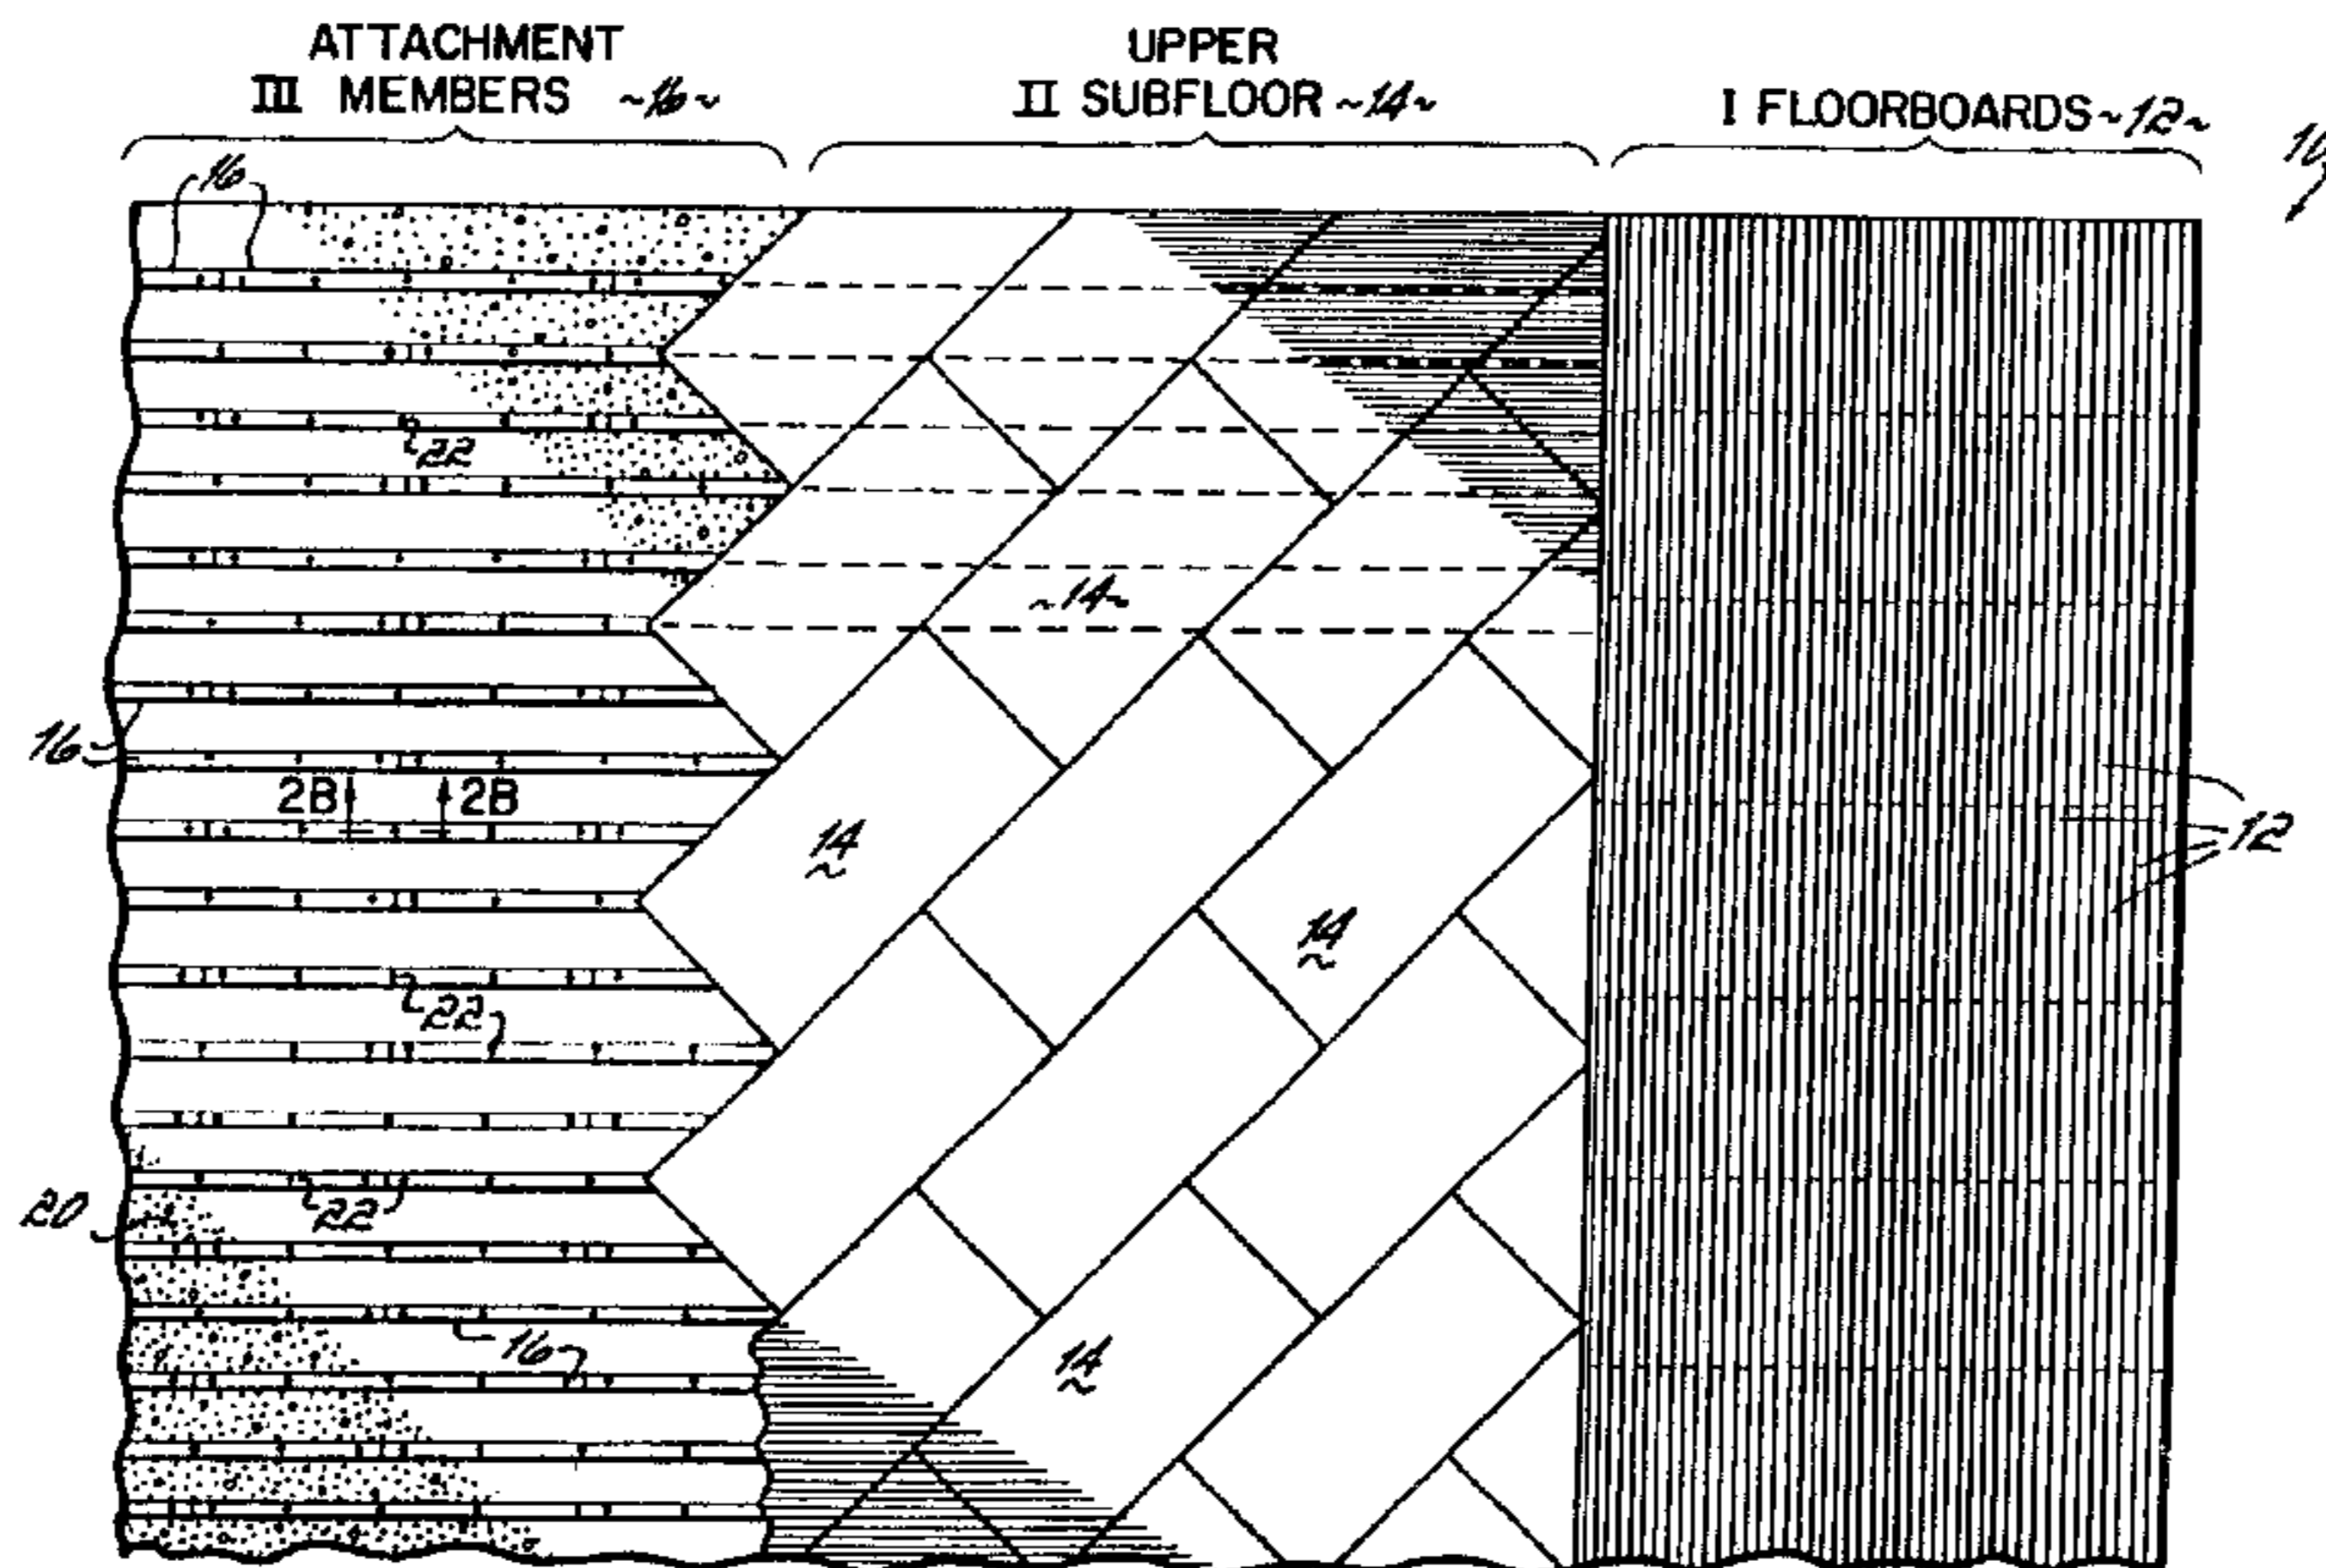 ATTACHMENT
III MEMBERS ~16~
UPPER
II SUBFLOOR ~14~
I FLOORBOARDS ~12~
10
16
22
~14~
16
2B 2B
14
12
14
22
20
22
16
14